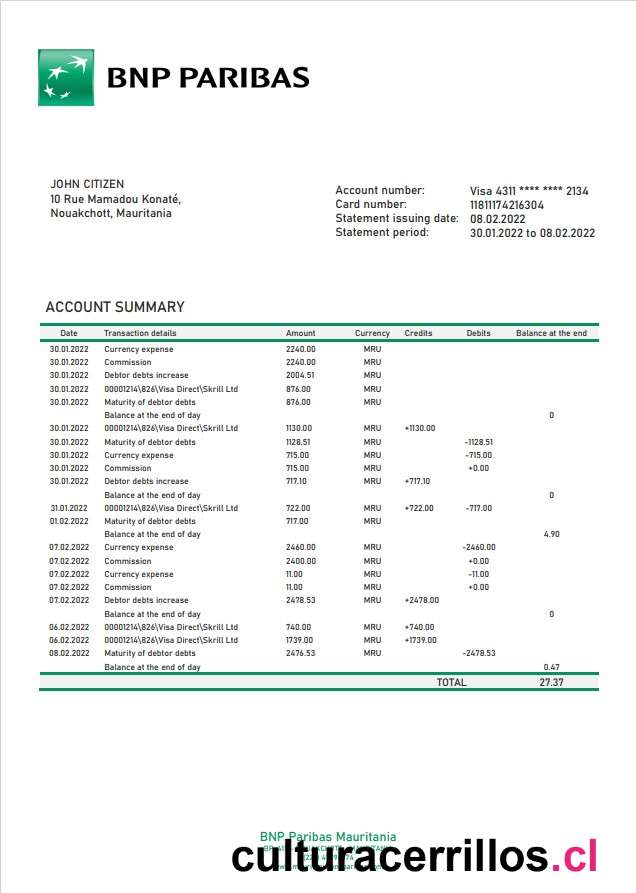 BNP PARIBAS
JOHN CITIZEN
10 Rue Mamadou Konaté,
Nouakchott, Mauritania
Account number: Visa 4311 **** **** 2134
Card number: 11811174216304
Statement issuing date: 08.02.2022
Statement period: 30.01.2022 to 08.02.2022
ACCOUNT SUMMARY
Date Transaction details Amount Currency Credits Debits Balance at the end
30.01.2022 Currency expense 2240.00 MRU
30.01.2022 Commission 2240.00 MRU
30.01.2022 Debtor debts increase 2004.51 MRU
30.01.2022 00001214\826\Visa Direct\Skrill Ltd 876.00 MRU
30.01.2022 Maturity of debtor debts 876.00 MRU
Balance at the end of day 0
30.01.2022 00001214\826\Visa Direct\Skrill Ltd 1130.00 MRU +1130.00
30.01.2022 Maturity of debtor debts 1128.51 MRU -1128.51
30.01.2022 Currency expense 715.00 MRU -715.00
30.01.2022 Commission 715.00 MRU +0.00
30.01.2022 Debtor debts increase 717.10 MRU +717.10
Balance at the end of day 0
31.01.2022 00001214\826\Visa Direct\Skrill Ltd 722.00 MRU +722.00 -717.00
01.02.2022 Maturity of debtor debts 717.00 MRU
Balance at the end of day 4.90
07.02.2022 Currency expense 2460.00 MRU -2460.00
07.02.2022 Commission 2400.00 MRU +0.00
07.02.2022 Currency expense 11.00 MRU -11.00
07.02.2022 Commission 11.00 MRU +0.00
07.02.2022 Debtor debts increase 2478.53 MRU +2478.00
Balance at the end of day 0
06.02.2022 00001214\826\Visa Direct\Skrill Ltd 740.00 MRU +740.00
06.02.2022 00001214\826\Visa Direct\Skrill Ltd 1739.00 MRU +1739.00
08.02.2022 Maturity of debtor debts 2476.53 MRU -2478.53
Balance at the end of day 0.47
TOTAL 27.37
BNP Paribas Mauritania
culturacerrillos.cl